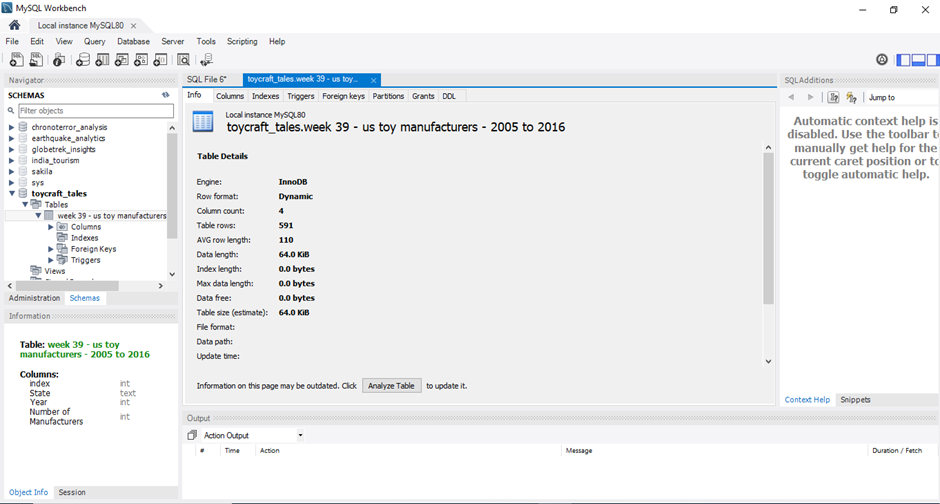 MySQL Workbench
Local instance MySQL80
File Edit View Query Database Server Tools Scripting Help
Navigator
SCHEMAS
Filter objects
chronoterror_analysis
earthquake_analytics
globetrek_insights
india_tourism
sakila
sys
toycraft_tales
Tables
week 39 - us toy manufacturers
Columns
Indexes
Foreign Keys
Triggers
Views
Administration Schemas
Information
Table: week 39 - us toy
manufacturers - 2005 to 2016
Columns:
index int
State text
Year int
Number of int
Manufacturers
Object Info Session
SQL File 6* toycraft_tales.week 39 - us toy...
Info Columns Indexes Triggers Foreign keys Partitions Grants DDL
Local instance MySQL80
toycraft_tales.week 39 - us toy manufacturers - 2005 to 2016
Table Details
Engine: InnoDB
Row format: Dynamic
Column count: 4
Table rows: 591
AVG row length: 110
Data length: 64.0 KiB
Index length: 0.0 bytes
Max data length: 0.0 bytes
Data free: 0.0 bytes
Table size (estimate): 64.0 KiB
File format:
Data path:
Update time:
Information on this page may be outdated. Click Analyze Table to update it.
Output
Action Output
# Time Action Message Duration / Fetch
SQLAdditions
Jump to
Automatic context help is
disabled. Use the toolbar to
manually get help for the
current caret position or to
toggle automatic help.
Context Help Snippets